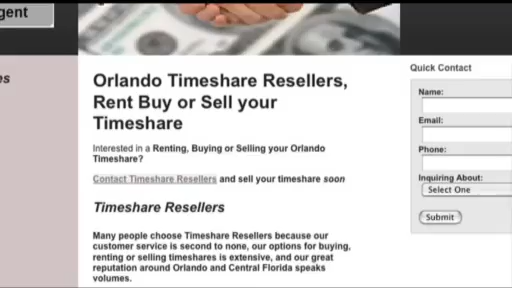 gent
es
Orlando Timeshare Resellers,
Rent Buy or Sell your
Timeshare
Interested in a Renting, Buying or Selling your Orlando
Timeshare?
Contact Timeshare Resellers and sell your timeshare soon
Timeshare Resellers
Many people choose Timeshare Resellers because our
customer service is second to none, our options for buying,
renting or selling timeshares is extensive, and our great
reputation around Orlando and Central Florida speaks
volumes.
Quick Contact
Name:
Email:
Phone:
Inquiring About:
Select One
Submit